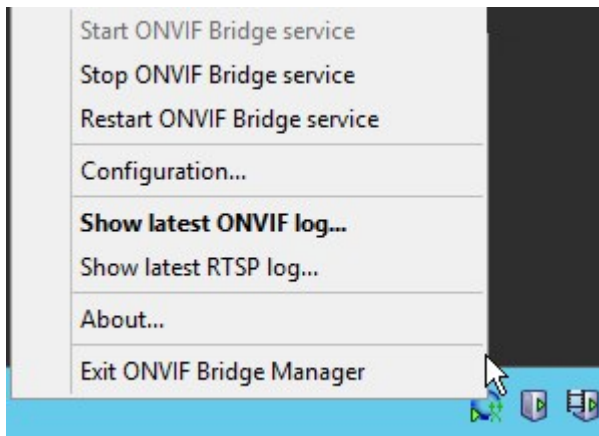 Start ONVIF Bridge service
Stop ONVIF Bridge service
Restart ONVIF Bridge service
Configuration...
Show latest ONVIF log...
Show latest RTSP log...
About...
Exit ONVIF Bridge Manager